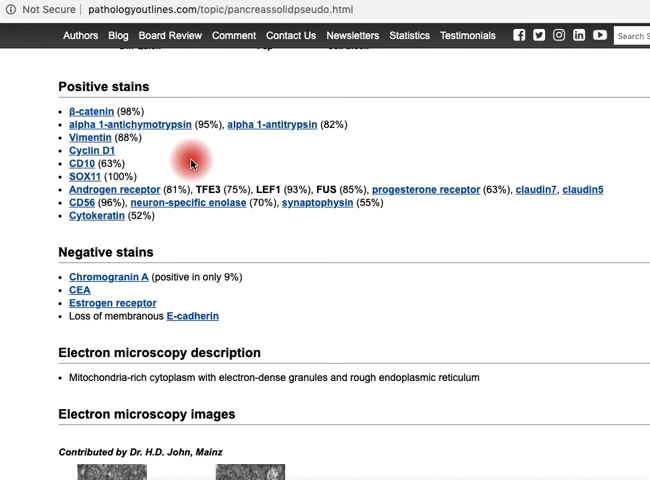 Not Secure | pathologyoutlines.com/topic/pancreassolidpseudo.html
Authors Blog Board Review Comment Contact Us Newsletters Statistics Testimonials Search S
Positive stains
• β-catenin (98%)
• alpha 1-antichymotrypsin (95%), alpha 1-antitrypsin (82%)
• Vimentin (88%)
• Cyclin D1
• CD10 (63%)
• SOX11 (100%)
• Androgen receptor (81%), TFE3 (75%), LEF1 (93%), FUS (85%), progesterone receptor (63%), claudin7, claudin5
• CD56 (96%), neuron-specific enolase (70%), synaptophysin (55%)
• Cytokeratin (52%)
Negative stains
• Chromogranin A (positive in only 9%)
• CEA
• Estrogen receptor
• Loss of membranous E-cadherin
Electron microscopy description
• Mitochondria-rich cytoplasm with electron-dense granules and rough endoplasmic reticulum
Electron microscopy images
Contributed by Dr. H.D. John, Mainz